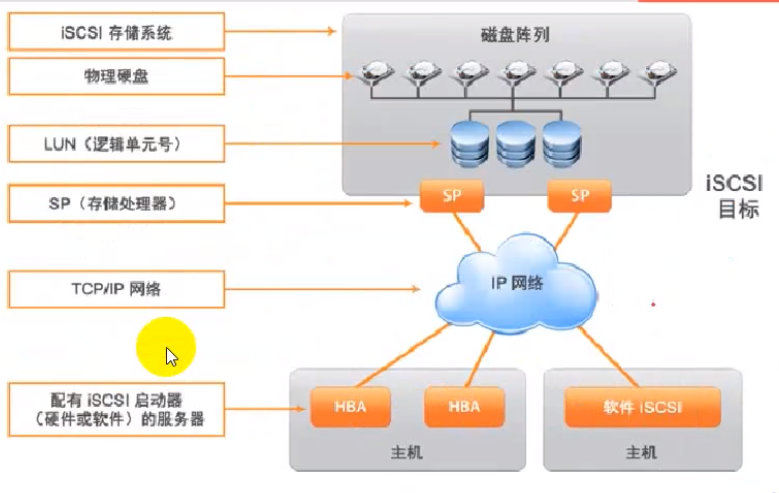 iSCSI 存储系统
物理硬盘
LUN（逻辑单元号）
SP（存储处理器）
TCP/IP 网络
配有 iSCSI 启动器
（硬件或软件）的服务器
磁盘阵列
SP
SP
iSCSI
目标
IP 网络
HBA
HBA
主机
软件 iSCSI
主机